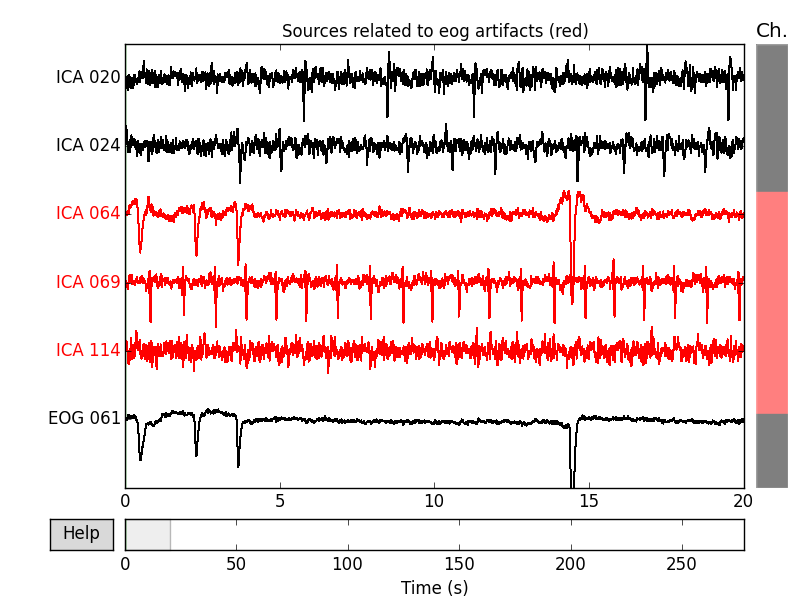 Sources related to eog artifacts (red)
Ch.
ICA 020
ICA 024
ICA 064
ICA 069
ICA 114
EOG 061
0 5 10 15 20
Help
0 50 100 150 200 250
Time (s)